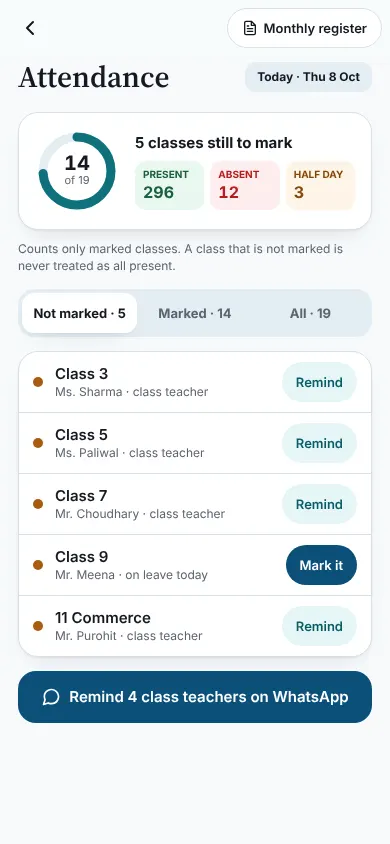 Monthly register
Attendance
Today · Thu 8 Oct
14
of 19
5 classes still to mark
PRESENT
296
ABSENT
12
HALF DAY
3
Counts only marked classes. A class that is not marked is
never treated as all present.
Not marked · 5
Marked · 14
All · 19
Class 3
Ms. Sharma · class teacher
Remind
Class 5
Ms. Paliwal · class teacher
Remind
Class 7
Mr. Choudhary · class teacher
Remind
Class 9
Mr. Meena · on leave today
Mark it
11 Commerce
Mr. Purohit · class teacher
Remind
Remind 4 class teachers on WhatsApp